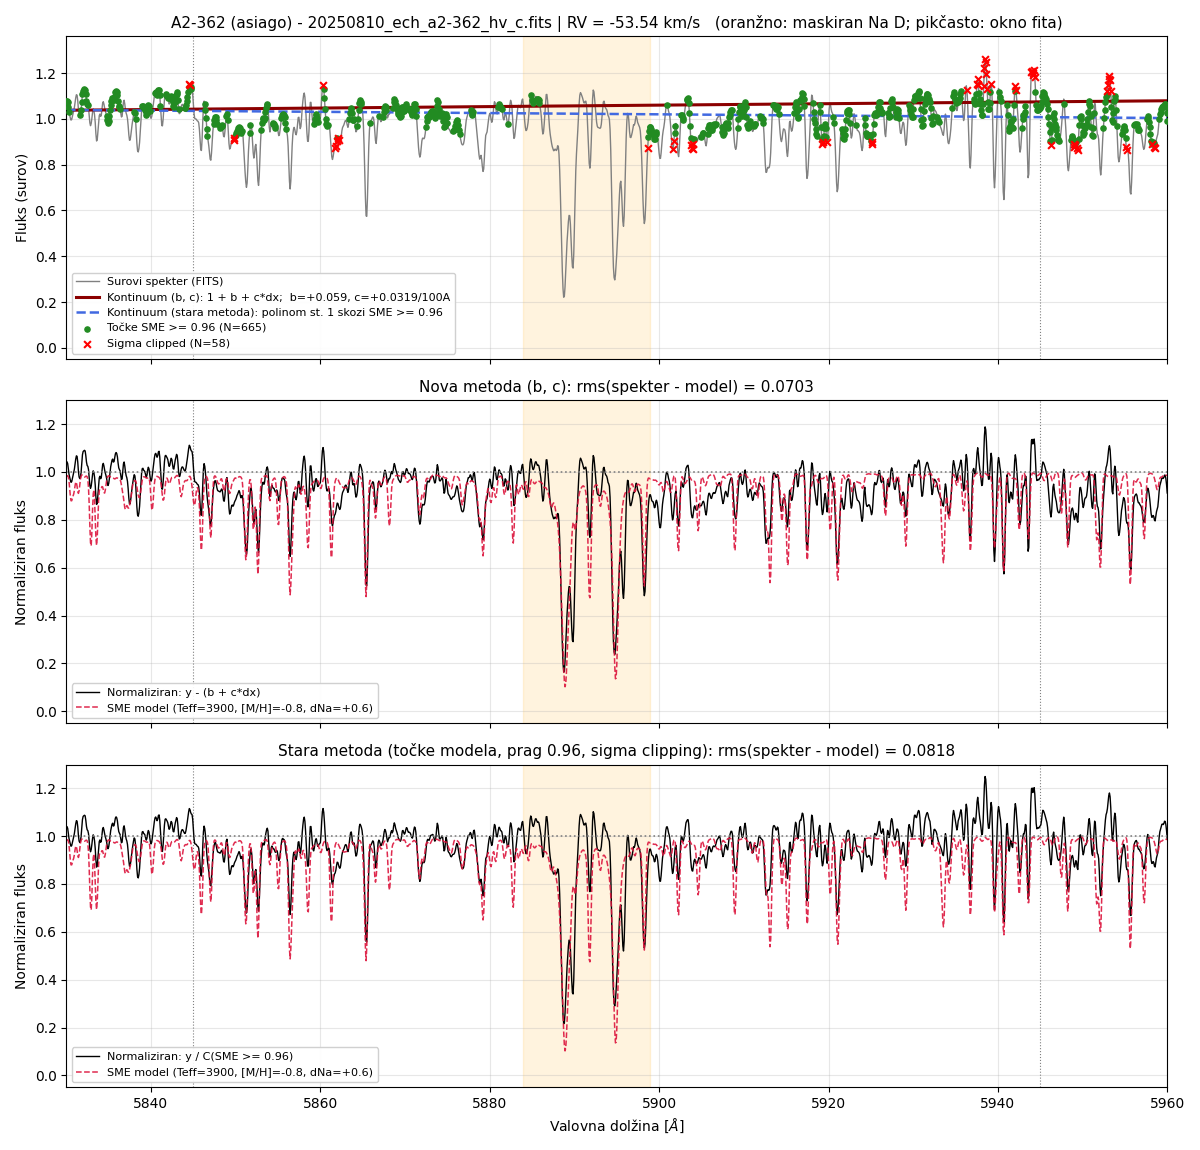 A2-362 (asiago) - 20250810_ech_a2-362_hv_c.fits | RV = -53.54 km/s   (oranžno: maskiran Na D; pikčasto: okno fita)
1.2
1.0
0.8
0.6
0.4
0.2
0.0
Fluks (surov)
Surovi spekter (FITS)
Kontinuum (b, c): 1 + b + c*dx;  b=+0.059, c=+0.0319/100A
Kontinuum (stara metoda): polinom st. 1 skozi SME >= 0.96
Točke SME >= 0.96 (N=665)
Sigma clipped (N=58)
Nova metoda (b, c): rms(spekter - model) = 0.0703
1.2
1.0
0.8
0.6
0.4
0.2
0.0
Normaliziran fluks
Normaliziran: y - (b + c*dx)
SME model (Teff=3900, [M/H]=-0.8, dNa=+0.6)
Stara metoda (točke modela, prag 0.96, sigma clipping): rms(spekter - model) = 0.0818
1.2
1.0
0.8
0.6
0.4
0.2
0.0
Normaliziran fluks
Normaliziran: y / C(SME >= 0.96)
SME model (Teff=3900, [M/H]=-0.8, dNa=+0.6)
5840 5860 5880 5900 5920 5940 5960
Valovna dolžina [Å]